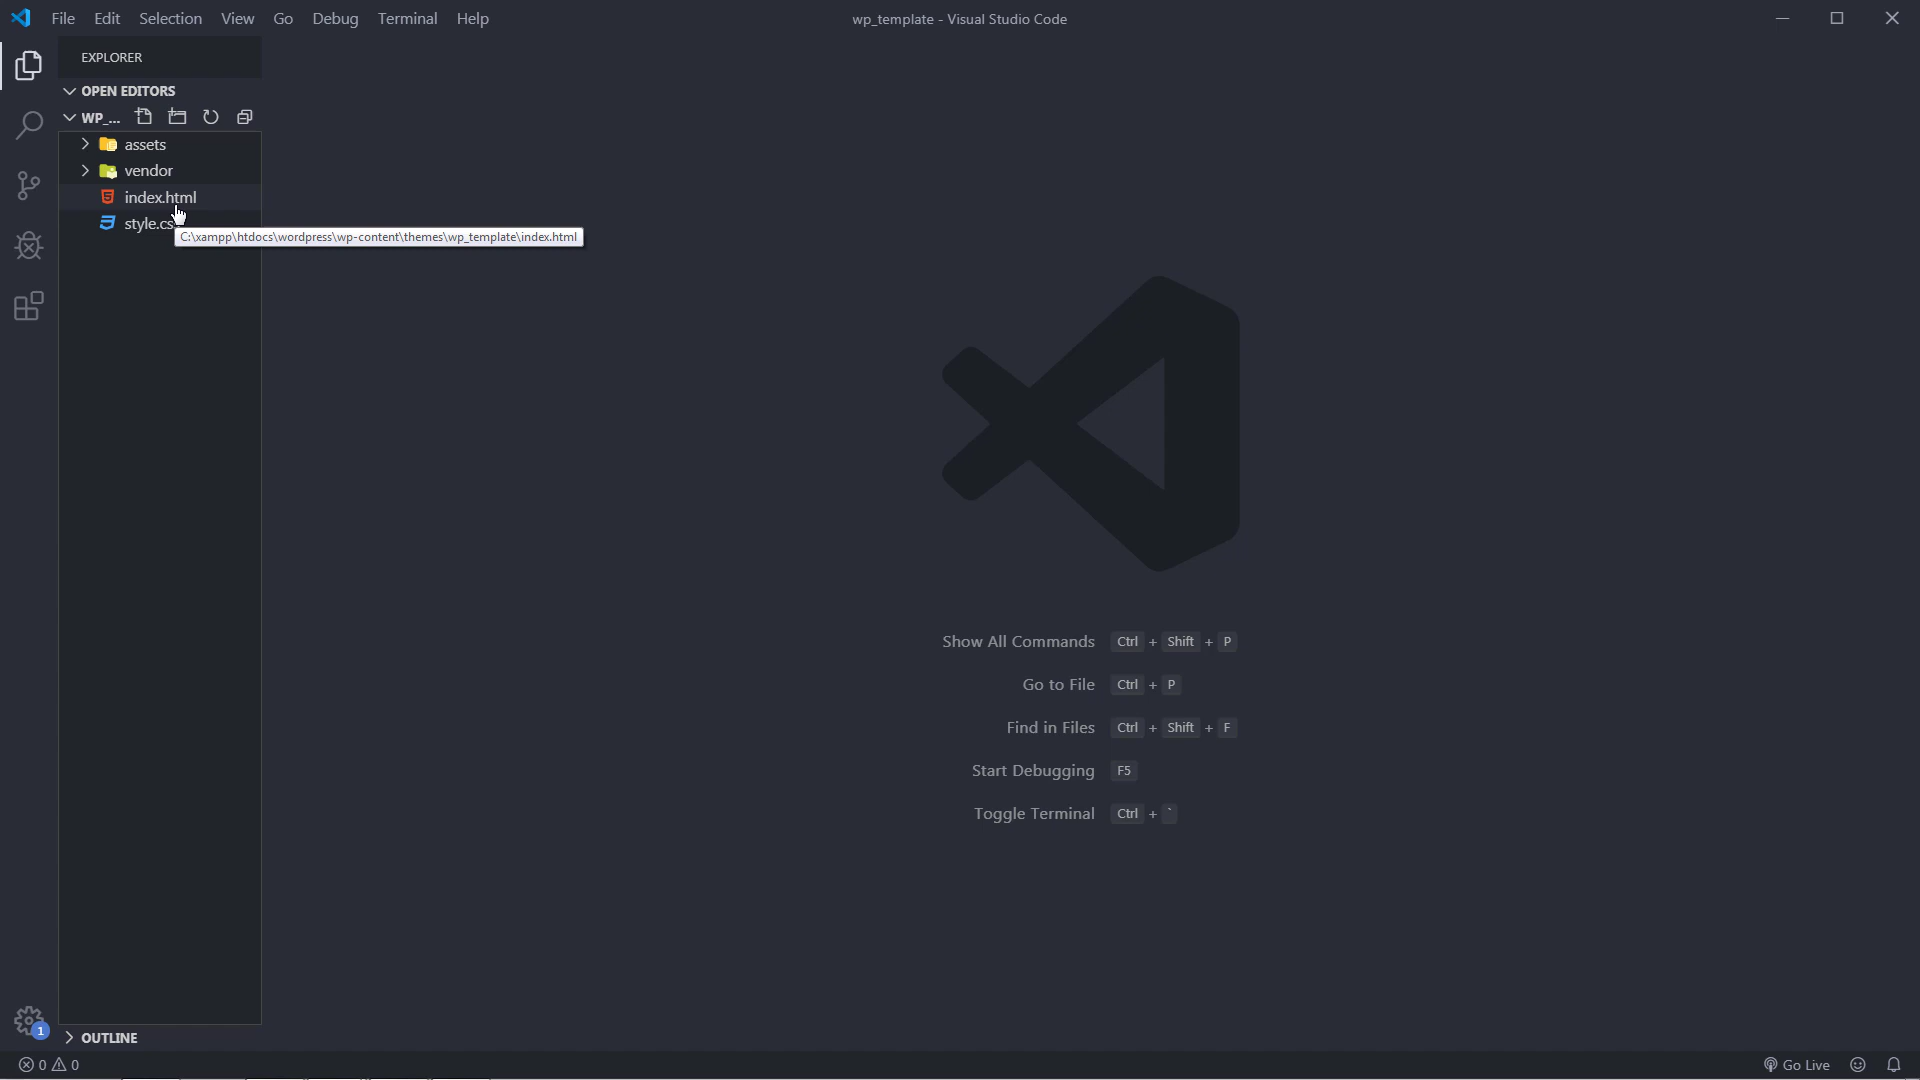 File Edit Selection View Go Debug Terminal Help
wp_template - Visual Studio Code
EXPLORER
OPEN EDITORS
WP_...
assets
vendor
index.html
style.cs
C:\xampp\htdocs\wordpress\wp-content\themes\wp_template\index.html
Show All Commands Ctrl + Shift + P
Go to File Ctrl + P
Find in Files Ctrl + Shift + F
Start Debugging F5
Toggle Terminal Ctrl + `
1
OUTLINE
0 0
Go Live